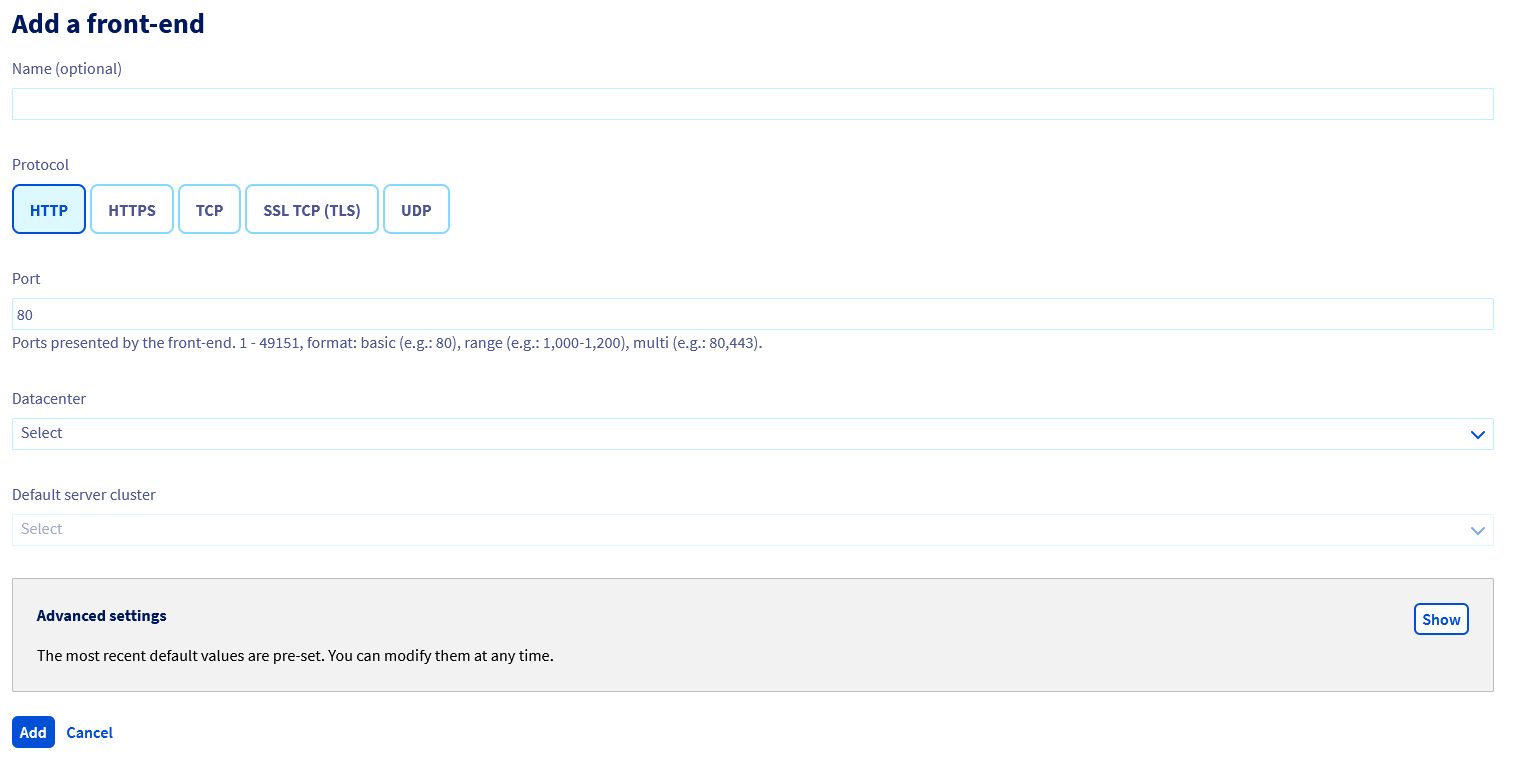 Add a front-end
Name (optional)
Protocol
HTTP HTTPS TCP SSL TCP (TLS) UDP
Port
80
Ports presented by the front-end. 1 - 49151, format: basic (e.g.: 80), range (e.g.: 1,000-1,200), multi (e.g.: 80,443).
Datacenter
Select
Default server cluster
Select
Advanced settings
Show
The most recent default values are pre-set. You can modify them at any time.
Add Cancel